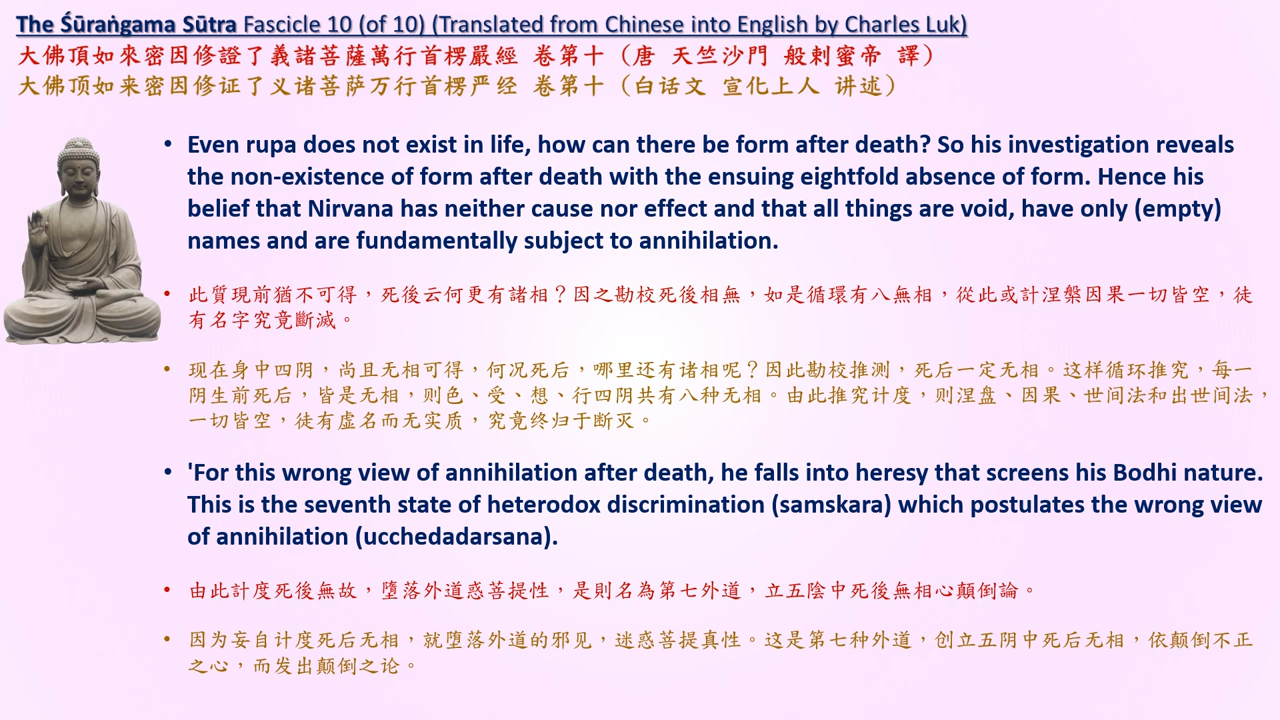 The Śūraṅgama Sūtra Fascicle 10 (of 10) (Translated from Chinese into English by Charles Luk)
大佛頂如來密因修證了義諸菩薩萬行首楞嚴經 卷第十（唐 天竺沙門 般剌蜜帝 譯）
大佛顶如来密因修证了义诸菩萨万行首楞严经 卷第十（白话文 宣化上人 讲述）
• Even rupa does not exist in life, how can there be form after death? So his investigation reveals
the non-existence of form after death with the ensuing eightfold absence of form. Hence his
belief that Nirvana has neither cause nor effect and that all things are void, have only (empty)
names and are fundamentally subject to annihilation.
• 此質現前猶不可得，死後云何更有諸相？因之勘校死後相無，如是循環有八無相，從此或計涅槃因果一切皆空，徒
有名字究竟斷滅。
• 现在身中四阴，尚且无相可得，何况死后，哪里还有诸相呢？因此勘校推测，死后一定无相。这样循环推究，每一
阴生前死后，皆是无相，则色、受、想、行四阴共有八种无相。由此推究计度，则涅盘、因果、世间法和出世间法，
一切皆空，徒有虚名而无实质，究竟终归于断灭。
• 'For this wrong view of annihilation after death, he falls into heresy that screens his Bodhi nature.
This is the seventh state of heterodox discrimination (samskara) which postulates the wrong view
of annihilation (ucchedadarsana).
• 由此計度死後無故，墮落外道惑菩提性，是則名為第七外道，立五陰中死後無相心顛倒論。
• 因为妄自计度死后无相，就堕落外道的邪见，迷惑菩提真性。这是第七种外道，创立五阴中死后无相，依颠倒不正
之心，而发出颠倒之论。